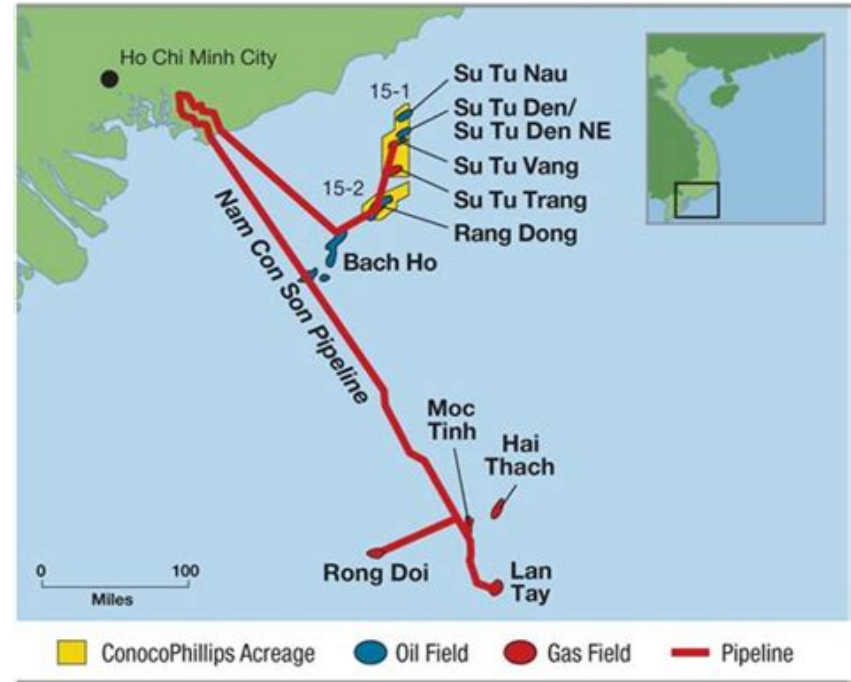 Ho Chi Minh City
15-1
Su Tu Nau
Su Tu Den/
Su Tu Den NE
Su Tu Vang
15-2
Su Tu Trang
Rang Dong
Bach Ho
Nam Con Son Pipeline
Moc
Tinh
Hai
Thach
Rong Doi
Lan
Tay
0 100
Miles
ConocoPhillips Acreage Oil Field Gas Field Pipeline